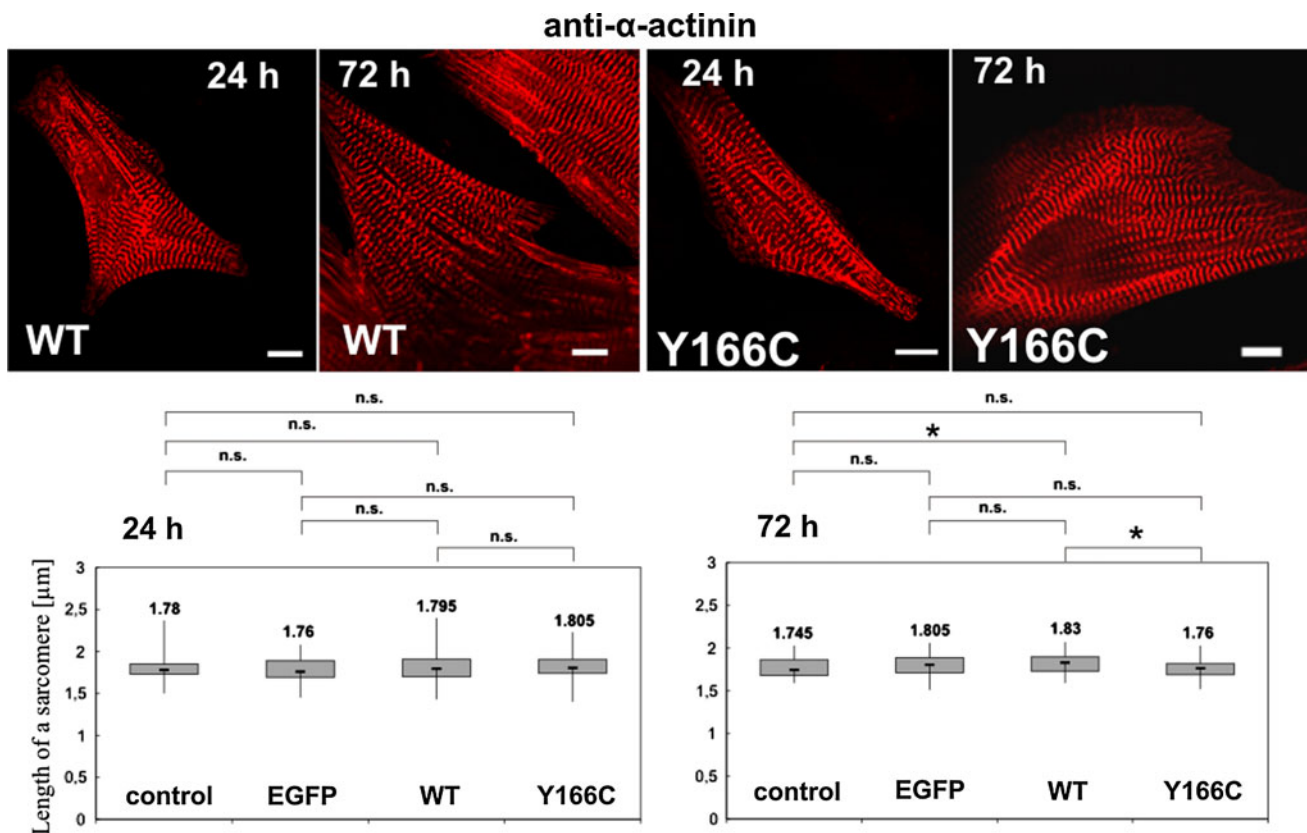 anti-α-actinin
24 h
72 h
24 h
72 h
WT
WT
Y166C
Y166C
n.s.
n.s.
n.s.
n.s.
n.s.
n.s.
24 h
n.s.
*
n.s.
n.s.
n.s.
*
72 h
Length of a sarcomere [µm]
3
2,5
2
1,5
1
0,5
0
1.78
1.76
1.795
1.805
control
EGFP
WT
Y166C
3
2,5
2
1,5
1
0,5
0
1.745
1.805
1.83
1.76
control
EGFP
WT
Y166C